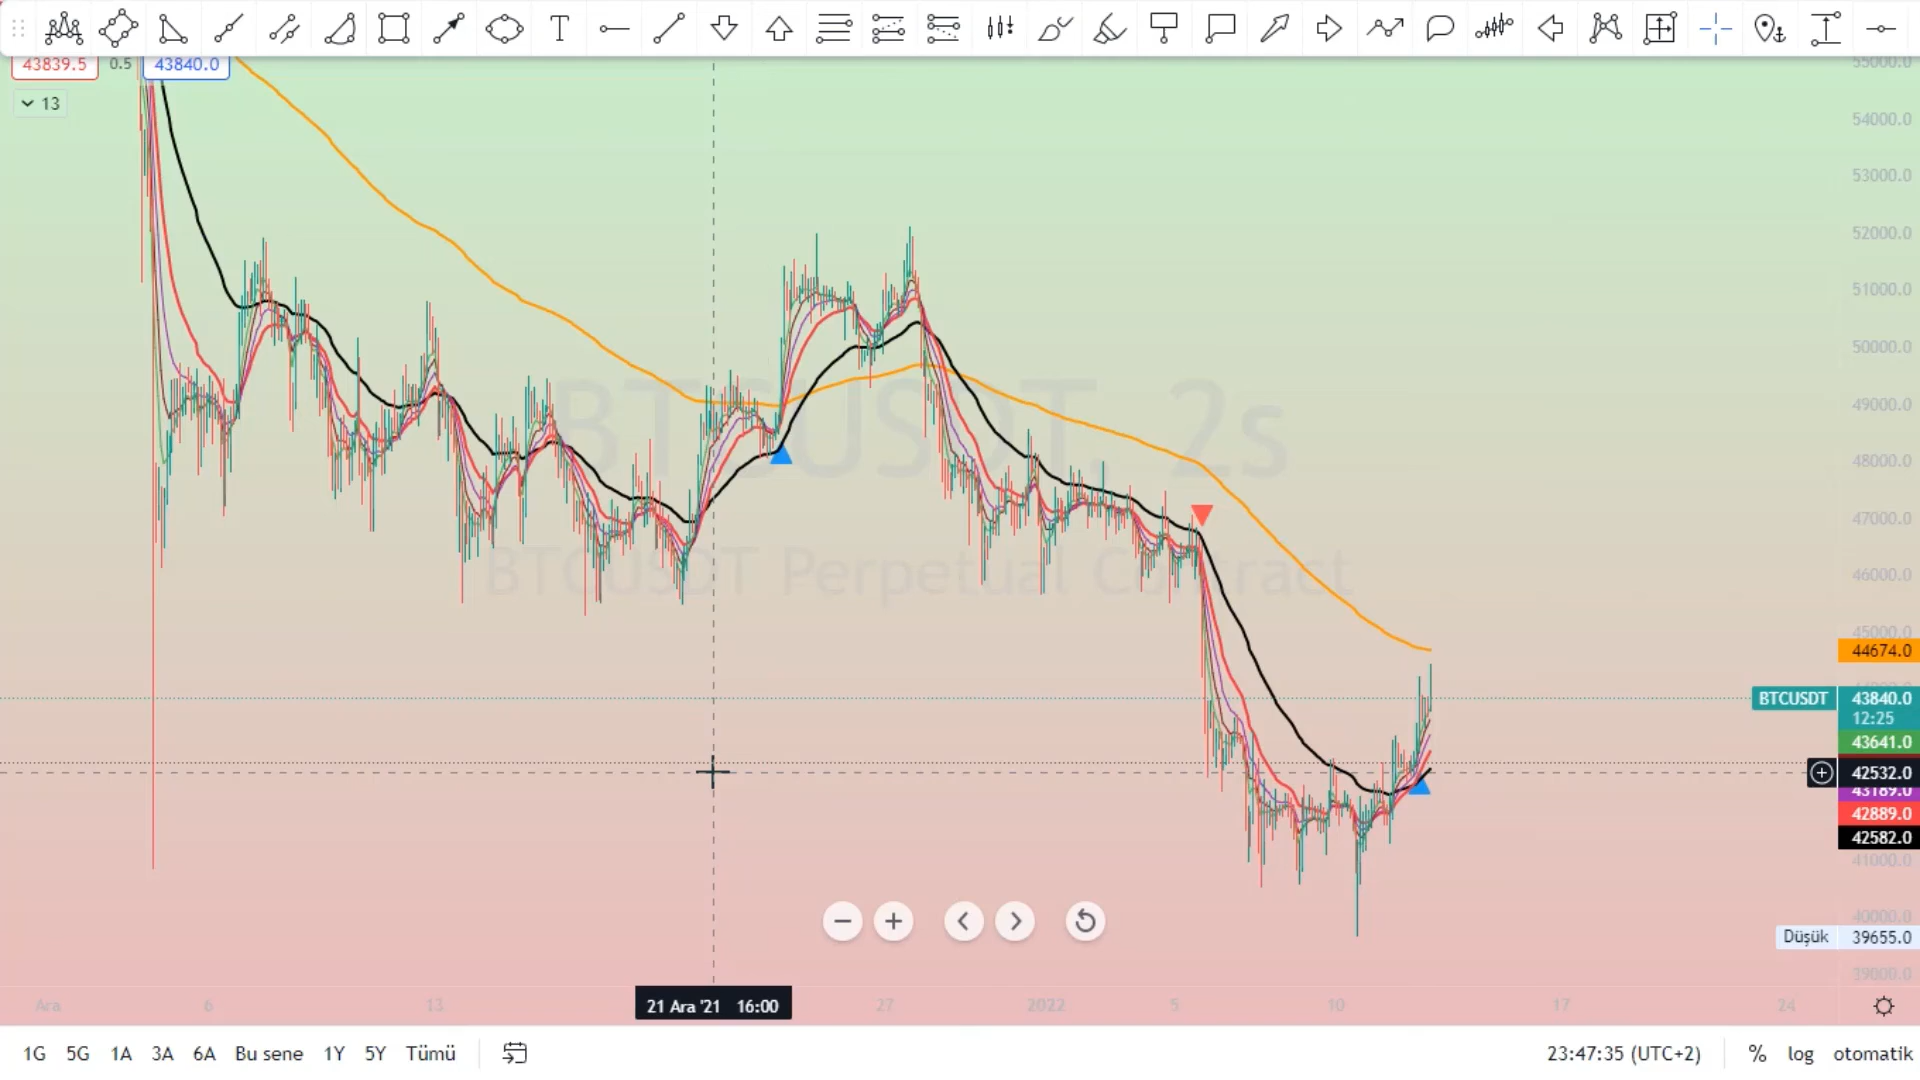 43839.5 0.5 43840.0
13
55000.0
54000.0
53000.0
52000.0
51000.0
50000.0
49000.0
48000.0
47000.0
46000.0
45000.0
BTCUSDT, 2s
BTCUSDT Perpetual Contract
44674.0
BTCUSDT 43840.0
12:25
43641.0
42532.0
43189.0
42889.0
42582.0
41000.0
40000.0
Düşük 39655.0
39000.0
Ara 6 13 21 Ara '21 16:00 27 2022 5 10 17 24
1G 5G 1A 3A 6A Bu sene 1Y 5Y Tümü
23:47:35 (UTC+2) % log otomatik